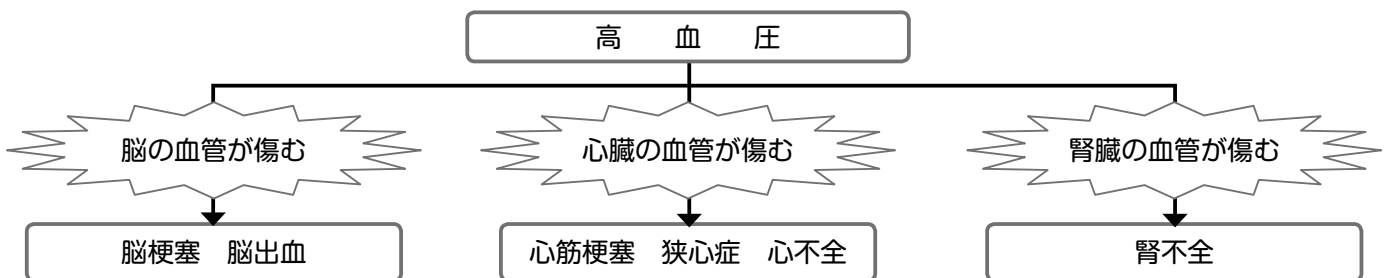 高　血　圧
脳の血管が傷む
心臓の血管が傷む
腎臓の血管が傷む
脳梗塞　脳出血
心筋梗塞　狭心症　心不全
腎不全